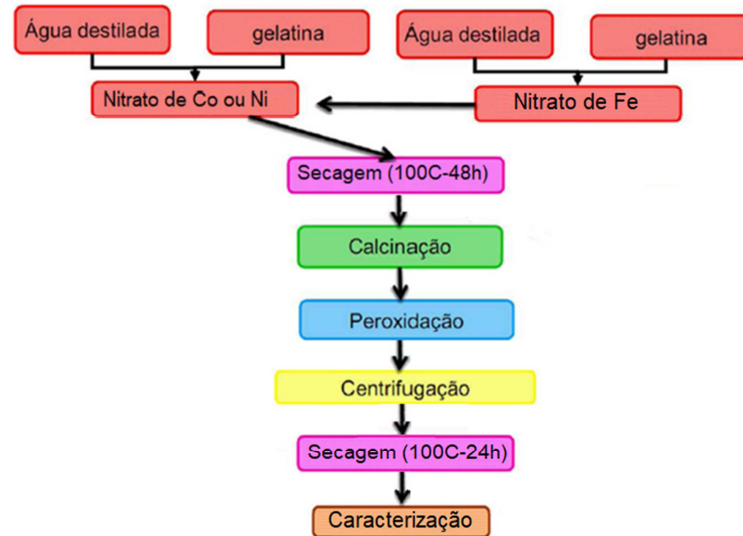 Água destilada
gelatina
Água destilada
gelatina
Nitrato de Co ou Ni
Nitrato de Fe
Secagem (100C-48h)
Calcinação
Peroxidação
Centrifugação
Secagem (100C-24h)
Caracterização